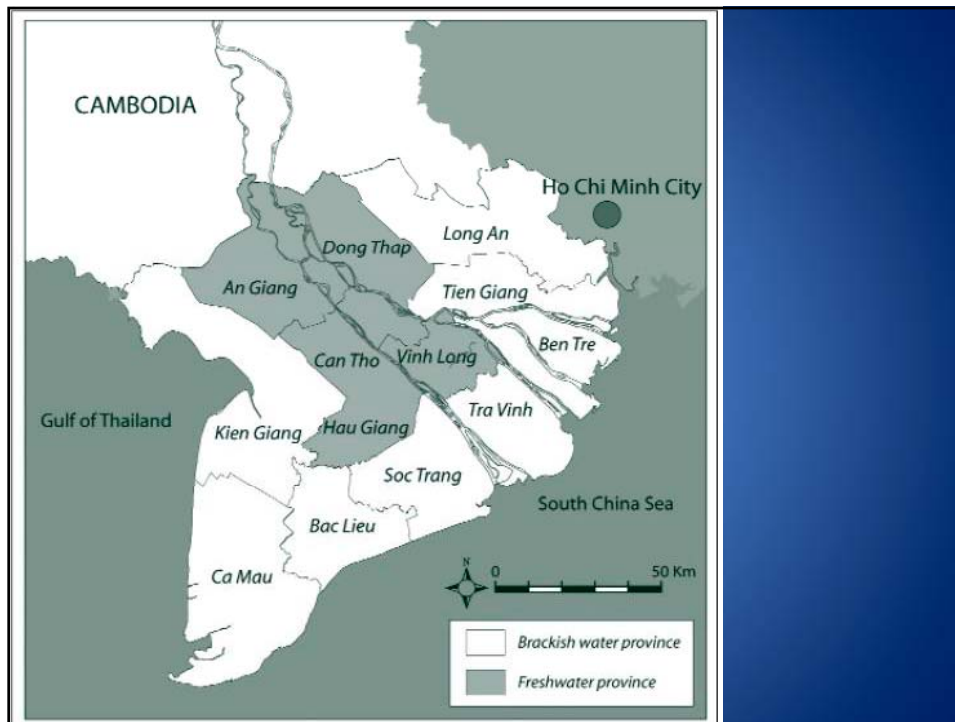 CAMBODIA
Ho Chi Minh City
Dong Thap
Long An
An Giang
Tien Giang
Can Tho
Vinh Long
Ben Tre
Gulf of Thailand
Kien Giang
Hau Giang
Tra Vinh
Soc Trang
South China Sea
Bac Lieu
Ca Mau
N
0
50 Km
Brackish water province
Freshwater province